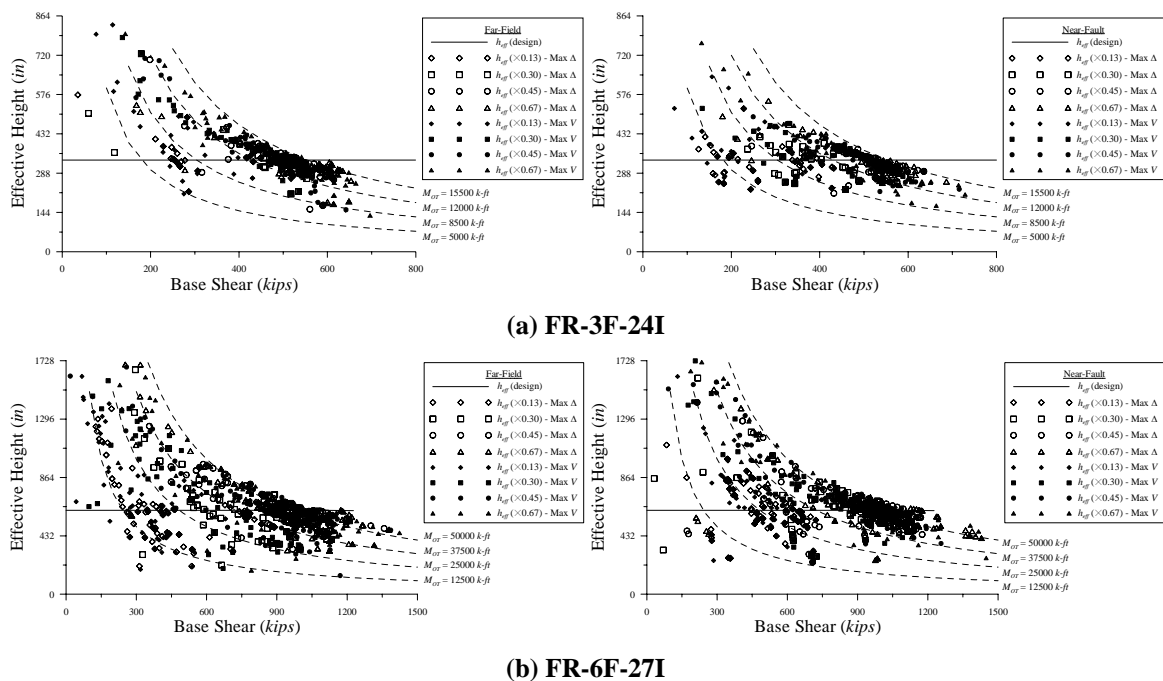 (a)
864
720
576
432
288
144
0
Effective Height (in)
0
200
400
600
800
Base Shear (kips)
Far-Field
h_eff (design)
h_eff (×0.13) - Max Δ
h_eff (×0.30) - Max Δ
h_eff (×0.45) - Max Δ
h_eff (×0.67) - Max Δ
h_eff (×0.13) - Max V
h_eff (×0.30) - Max V
h_eff (×0.45) - Max V
h_eff (×0.67) - Max V
M_OT = 15500 k-ft
M_OT = 12000 k-ft
M_OT = 8500 k-ft
M_OT = 5000 k-ft
864
720
576
432
288
144
0
Effective Height (in)
0
200
400
600
800
Base Shear (kips)
Near-Fault
h_eff (design)
h_eff (×0.13) - Max Δ
h_eff (×0.30) - Max Δ
h_eff (×0.45) - Max Δ
h_eff (×0.67) - Max Δ
h_eff (×0.13) - Max V
h_eff (×0.30) - Max V
h_eff (×0.45) - Max V
h_eff (×0.67) - Max V
M_OT = 15500 k-ft
M_OT = 12000 k-ft
M_OT = 8500 k-ft
M_OT = 5000 k-ft
(a) FR-3F-24I
(b)
1728
1296
864
432
0
Effective Height (in)
0
300
600
900
1200
1500
Base Shear (kips)
Far-Field
h_eff (design)
h_eff (×0.13) - Max Δ
h_eff (×0.30) - Max Δ
h_eff (×0.45) - Max Δ
h_eff (×0.67) - Max Δ
h_eff (×0.13) - Max V
h_eff (×0.30) - Max V
h_eff (×0.45) - Max V
h_eff (×0.67) - Max V
M_OT = 50000 k-ft
M_OT = 37500 k-ft
M_OT = 25000 k-ft
M_OT = 12500 k-ft
1728
1296
864
432
0
Effective Height (in)
0
300
600
900
1200
1500
Base Shear (kips)
Near-Fault
h_eff (design)
h_eff (×0.13) - Max Δ
h_eff (×0.30) - Max Δ
h_eff (×0.45) - Max Δ
h_eff (×0.67) - Max Δ
h_eff (×0.13) - Max V
h_eff (×0.30) - Max V
h_eff (×0.45) - Max V
h_eff (×0.67) - Max V
M_OT = 50000 k-ft
M_OT = 37500 k-ft
M_OT = 25000 k-ft
M_OT = 12500 k-ft
(b) FR-6F-27I